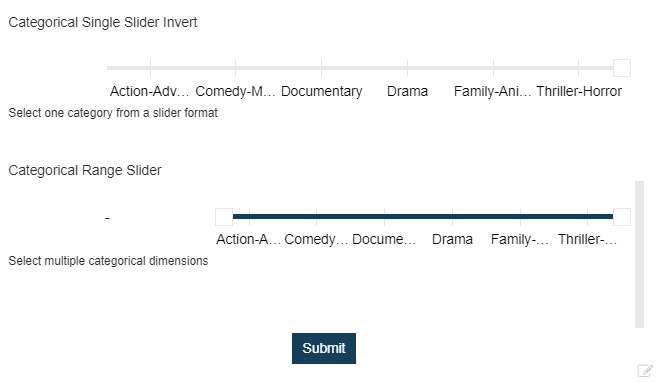 Categorical Single Slider Invert
Action-Adv... Comedy-M... Documentary Drama Family-Ani... Thriller-Horror
Select one category from a slider format
Categorical Range Slider
-
Action-A... Comedy... Docume... Drama Family-... Thriller-...
Select multiple categorical dimensions
Submit